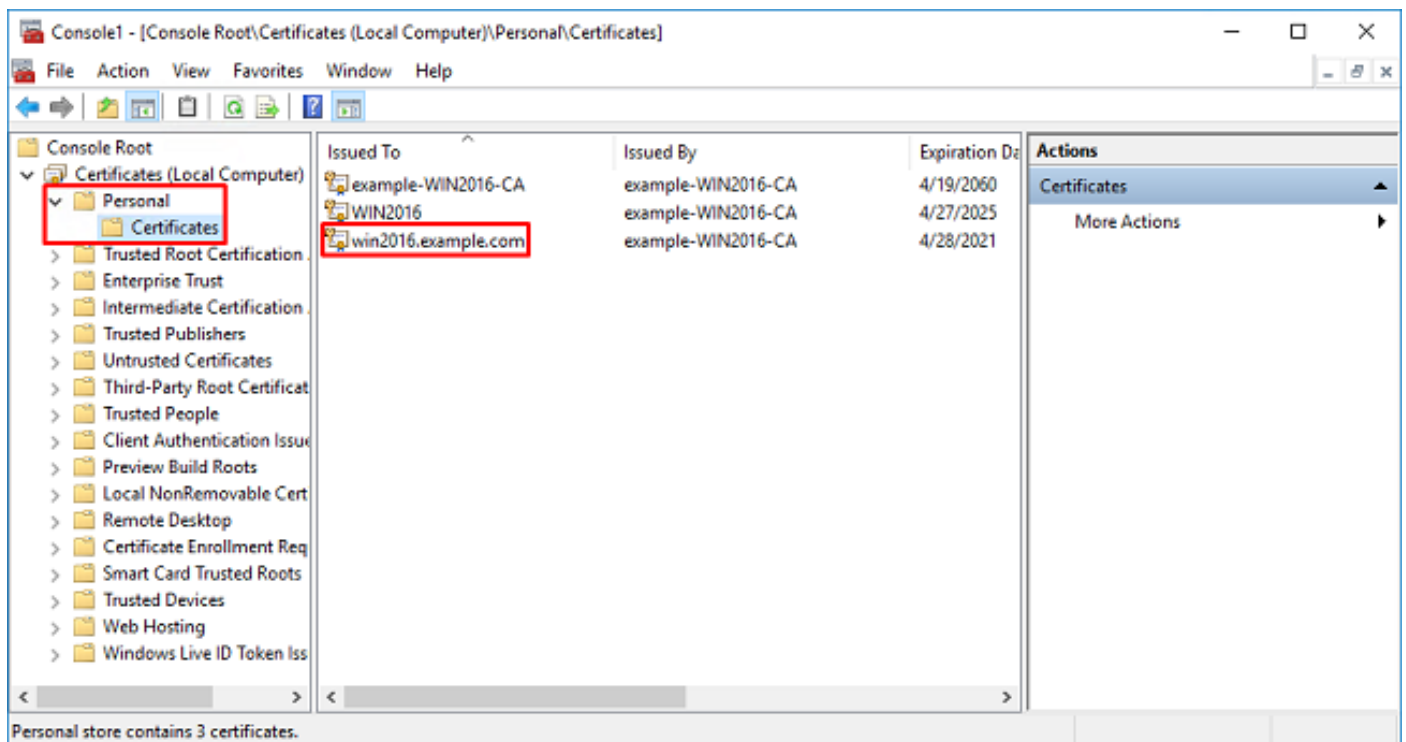 Console1 - [Console Root\Certificates (Local Computer)\Personal\Certificates]
File Action View Favorites Window Help
Console Root
Certificates (Local Computer)
Personal
Certificates
Trusted Root Certification
Enterprise Trust
Intermediate Certification
Trusted Publishers
Untrusted Certificates
Third-Party Root Certificat
Trusted People
Client Authentication Issue
Preview Build Roots
Local NonRemovable Cert
Remote Desktop
Certificate Enrollment Req
Smart Card Trusted Roots
Trusted Devices
Web Hosting
Windows Live ID Token Iss
Issued To Issued By Expiration Da
example-WIN2016-CA example-WIN2016-CA 4/19/2060
WIN2016 example-WIN2016-CA 4/27/2025
win2016.example.com example-WIN2016-CA 4/28/2021
Actions
Certificates
More Actions
Personal store contains 3 certificates.